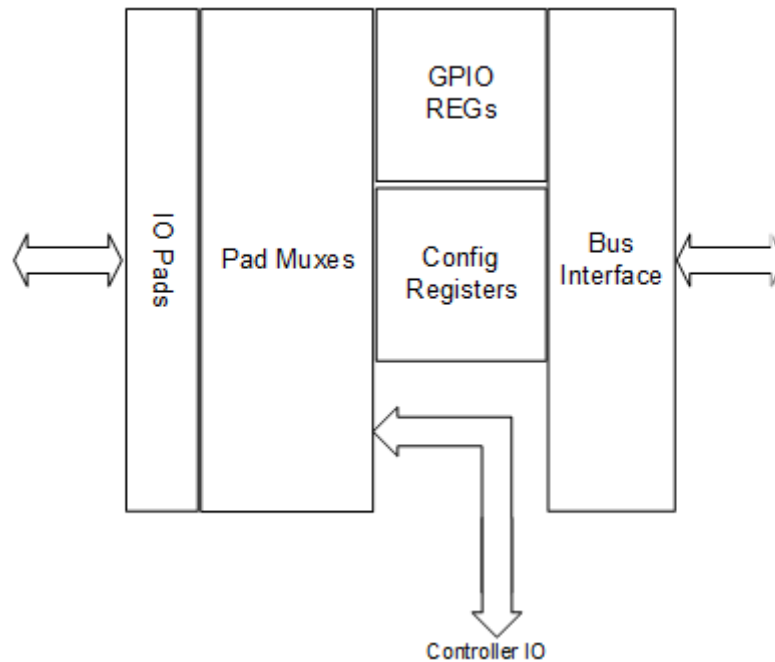 GPIO
REGs
IO Pads
Pad Muxes
Config
Registers
Bus
Interface
Controller IO